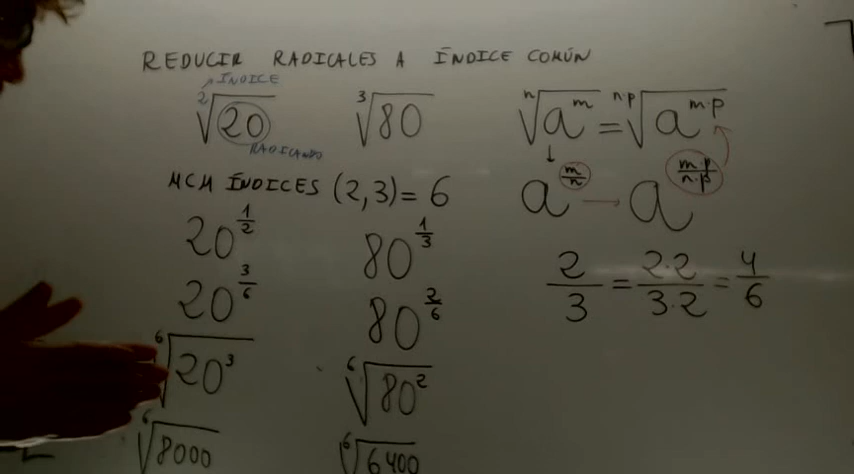 REDUCIR RADICALES A ÍNDICE COMÚN
ÍNDICE
²√20 ³√80
RADICANDO
ⁿ√a^m = ^(n·p)√a^(m·p)
MCM ÍNDICES (2,3) = 6
a^(m/n) → a^(m·p/n·p)
20^(1/2) 80^(1/3)
2/3 = 2·2/3·2 = 4/6
20^(3/6) 80^(2/6)
⁶√20³ ⁶√80²
⁶√8000 ⁶√6400